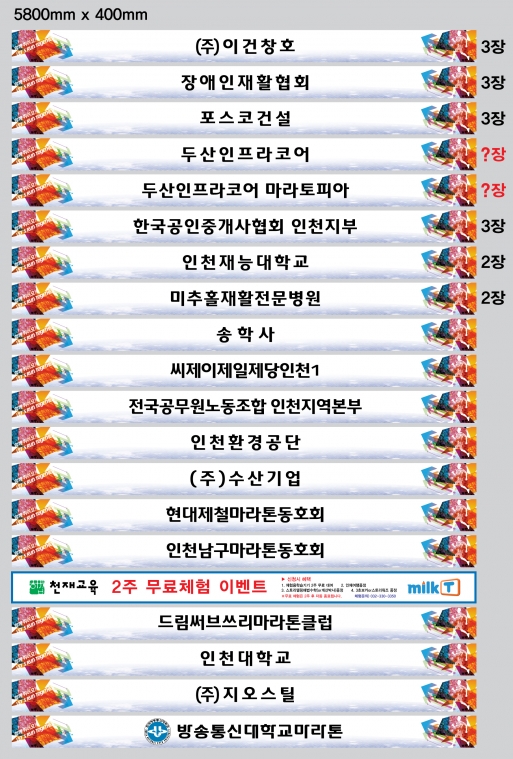 5800mm x 400mm
(주)이건창호 3장
장애인재활협회 3장
포스코건설 3장
두산인프라코어 ?장
두산인프라코어 마라토피아 ?장
한국공인중개사협회 인천지부 3장
인천재능대학교 2장
미추홀재활전문병원 2장
송학사
씨제이제일제당인천1
전국공무원노동조합 인천지역본부
인천환경공단
(주)수산기업
현대제철마라톤동호회
인천남구마라톤동호회
천재교육 2주 무료체험 이벤트 milk T
드림써브쓰리마라톤클럽
인천대학교
(주)지오스틸
방송통신대학교마라톤